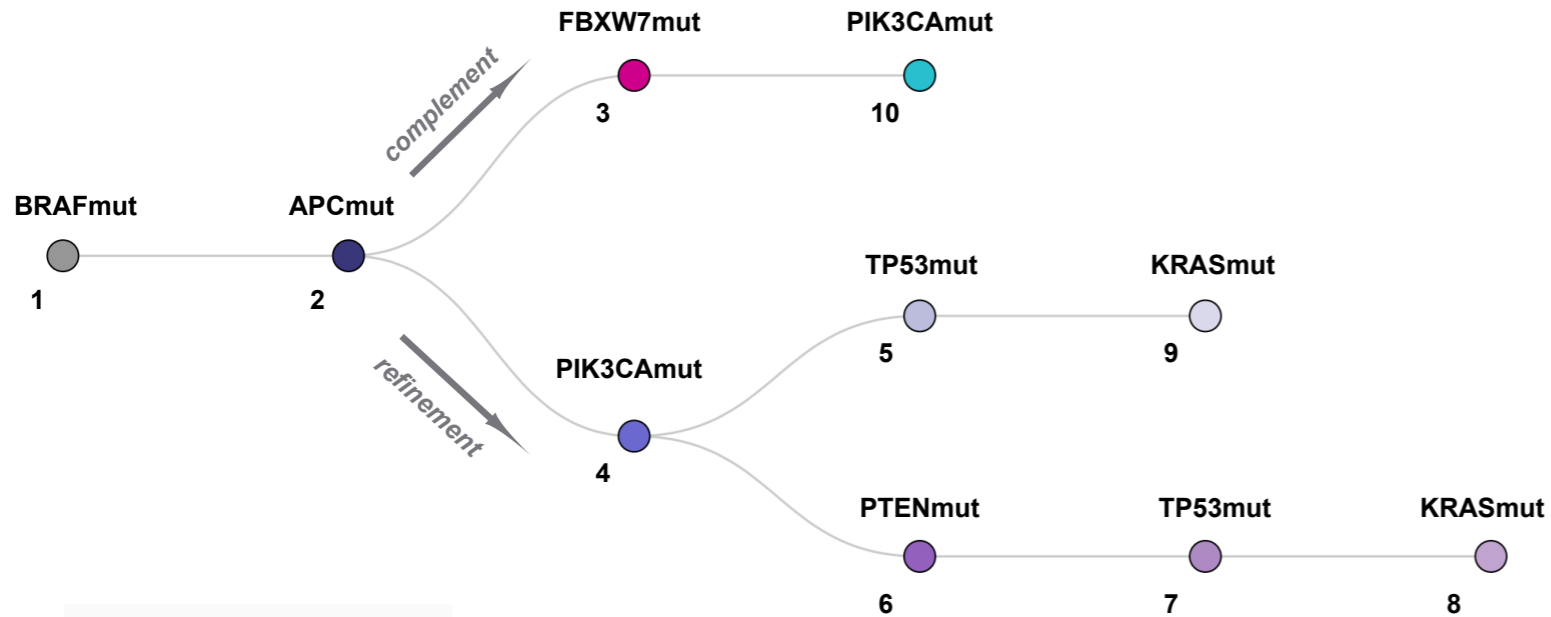 FBXW7mut PIK3CAmut
3 10
complement
BRAFmut APCmut
1 2
TP53mut KRASmut
5 9
refinement
PIK3CAmut
4
PTENmut TP53mut KRASmut
6 7 8